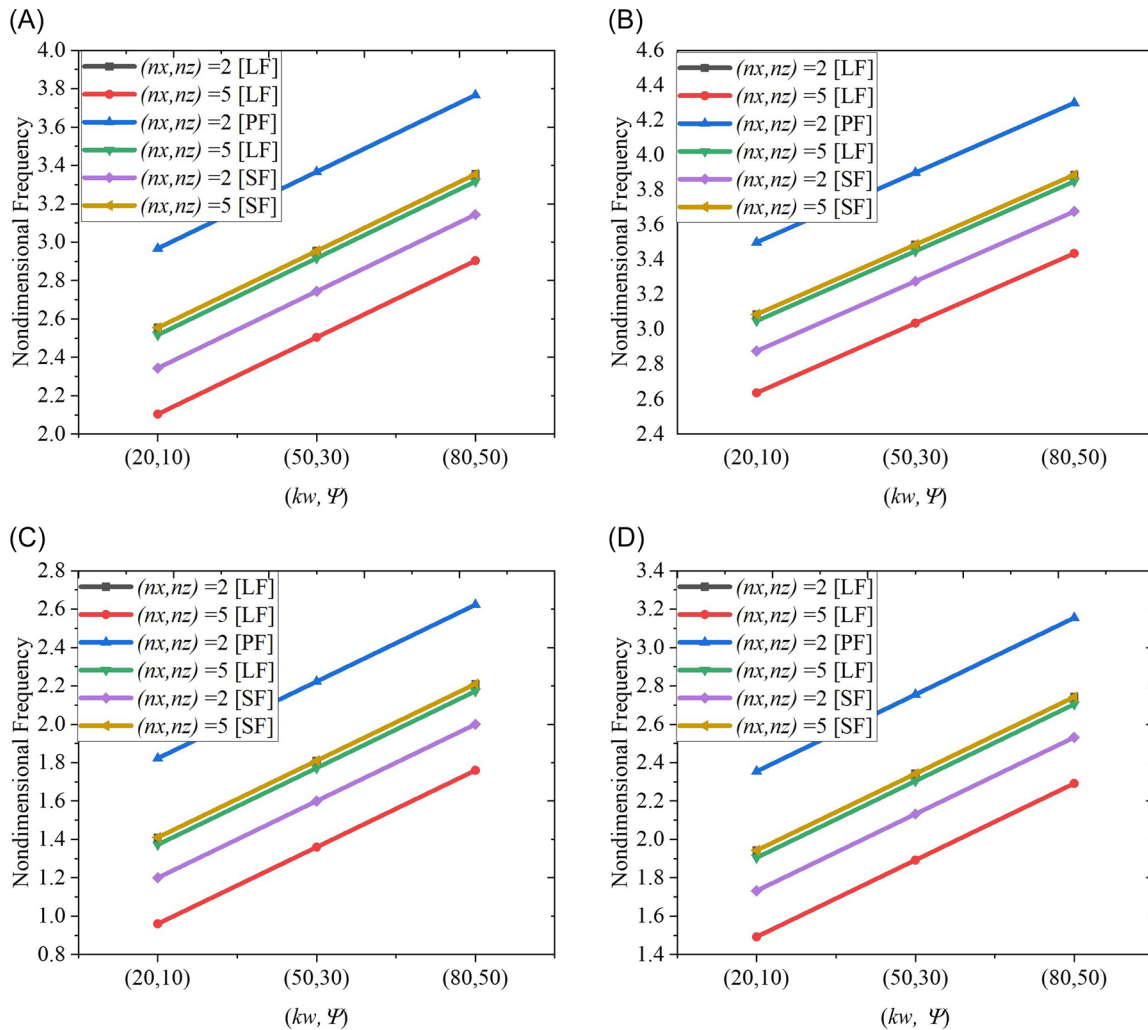 (A)
Nondimensional Frequency
4.0
3.8
3.6
3.4
3.2
3.0
2.8
2.6
2.4
2.2
2.0
(nx,nz) =2 [LF]
(nx,nz) =5 [LF]
(nx,nz) =2 [PF]
(nx,nz) =5 [LF]
(nx,nz) =2 [SF]
(nx,nz) =5 [SF]
(20,10) (50,30) (80,50)
(kw, Ψ)
(B)
Nondimensional Frequency
4.6
4.4
4.2
4.0
3.8
3.6
3.4
3.2
3.0
2.8
2.6
2.4
(nx,nz) =2 [LF]
(nx,nz) =5 [LF]
(nx,nz) =2 [PF]
(nx,nz) =5 [LF]
(nx,nz) =2 [SF]
(nx,nz) =5 [SF]
(20,10) (50,30) (80,50)
(kw, Ψ)
(C)
Nondimensional Frequency
2.8
2.6
2.4
2.2
2.0
1.8
1.6
1.4
1.2
1.0
0.8
(nx,nz) =2 [LF]
(nx,nz) =5 [LF]
(nx,nz) =2 [PF]
(nx,nz) =5 [LF]
(nx,nz) =2 [SF]
(nx,nz) =5 [SF]
(20,10) (50,30) (80,50)
(kw, Ψ)
(D)
Nondimensional Frequency
3.4
3.2
3.0
2.8
2.6
2.4
2.2
2.0
1.8
1.6
1.4
(nx,nz) =2 [LF]
(nx,nz) =5 [LF]
(nx,nz) =2 [PF]
(nx,nz) =5 [LF]
(nx,nz) =2 [SF]
(nx,nz) =5 [SF]
(20,10) (50,30) (80,50)
(kw, Ψ)